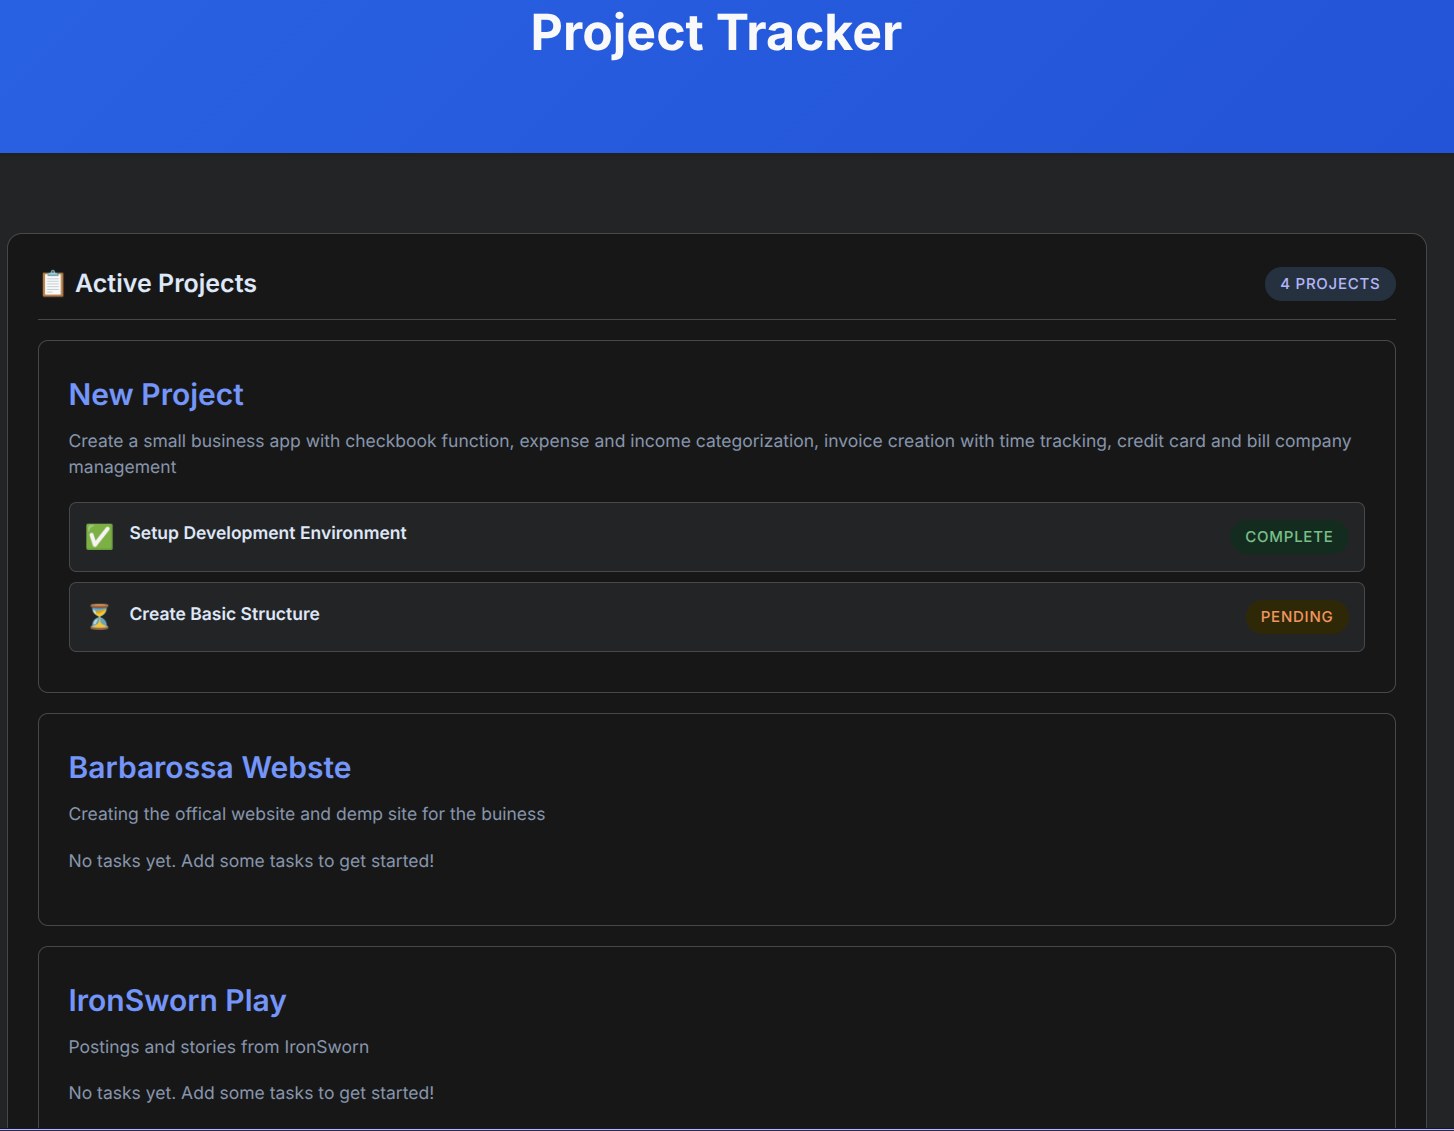 Project Tracker
Active Projects
4 PROJECTS
New Project
Create a small business app with checkbook function, expense and income categorization, invoice creation with time tracking, credit card and bill company
management
Setup Development Environment
COMPLETE
Create Basic Structure
PENDING
Barbarossa Webste
Creating the offical website and demp site for the buiness
No tasks yet. Add some tasks to get started!
IronSworn Play
Postings and stories from IronSworn
No tasks yet. Add some tasks to get started!